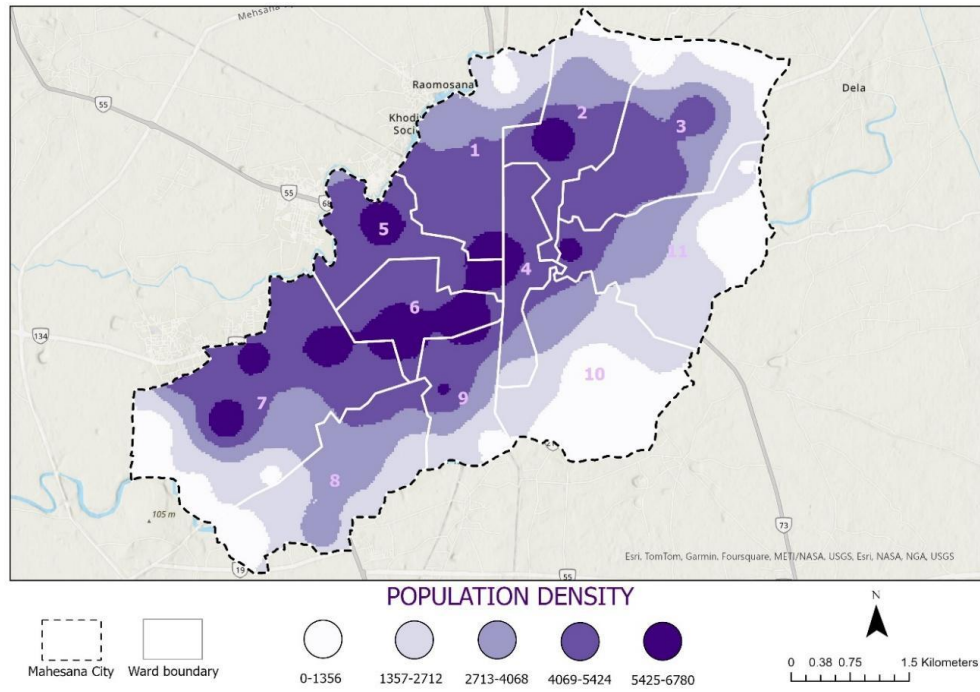 Mehsana
55
Raomosana
Dela
Khodi
Soci
2
3
1
55
68
5
11
4
6
134
10
7
9
8
105 m
73
19
55
Esri, TomTom, Garmin, Foursquare, METI/NASA, USGS, Esri, NASA, NGA, USGS
POPULATION DENSITY
N
Mahesana City
Ward boundary
0-1356
1357-2712
2713-4068
4069-5424
5425-6780
0 0.38 0.75 1.5 Kilometers